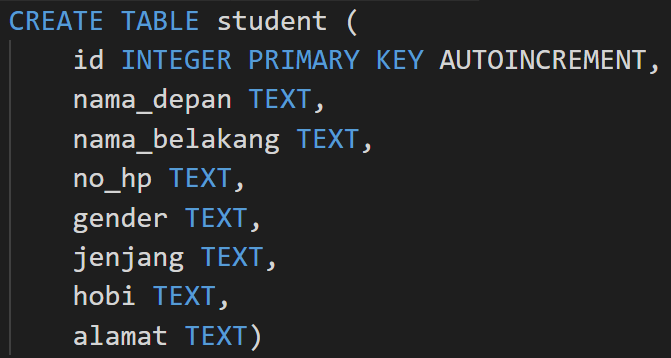 CREATE TABLE student (
    id INTEGER PRIMARY KEY AUTOINCREMENT,
    nama_depan TEXT,
    nama_belakang TEXT,
    no_hp TEXT,
    gender TEXT,
    jenjang TEXT,
    hobi TEXT,
    alamat TEXT)